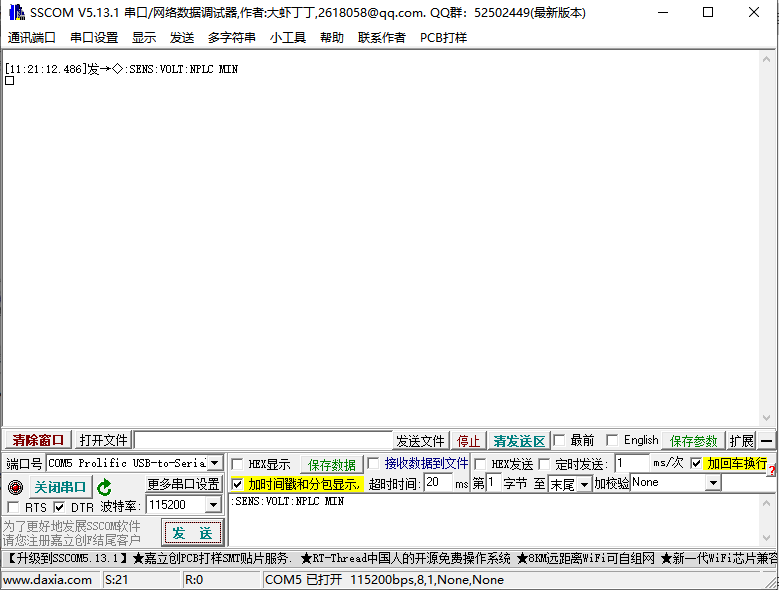 SSCOM V5.13.1 串口/网络数据调试器,作者:大虾丁丁,2618058@qq.com. QQ群: 52502449(最新版本)
通讯端口 串口设置 显示 发送 多字符串 小工具 帮助 联系作者 PCB打样
[11:21:12.486]发→◇:SENS:VOLT:NPLC MIN
□
清除窗口 打开文件 发送文件 停止 清发送区 最前 English 保存参数 扩展 —
端口号 COM5 Prolific USB-to-Seria HEX显示 保存数据 接收数据到文件 HEX发送 定时发送: 1 ms/次 加回车换行
关闭串口 更多串口设置 加时间戳和分包显示, 超时时间: 20 ms 第 1 字节 至 末尾 加校验 None ?
RTS DTR 波特率: 115200 :SENS:VOLT:NPLC MIN
为了更好地发展SSCOM软件
请您注册嘉立创F结尾客户
发 送
【升级到SSCOM5.13.1】★嘉立创PCB打样SMT贴片服务. ★RT-Thread中国人的开源免费操作系统 ★8KM远距离WiFi可自组网 ★新一代WiFi芯片兼容
www.daxia.com S:21 R:0 COM5 已打开 115200bps,8,1,None,None